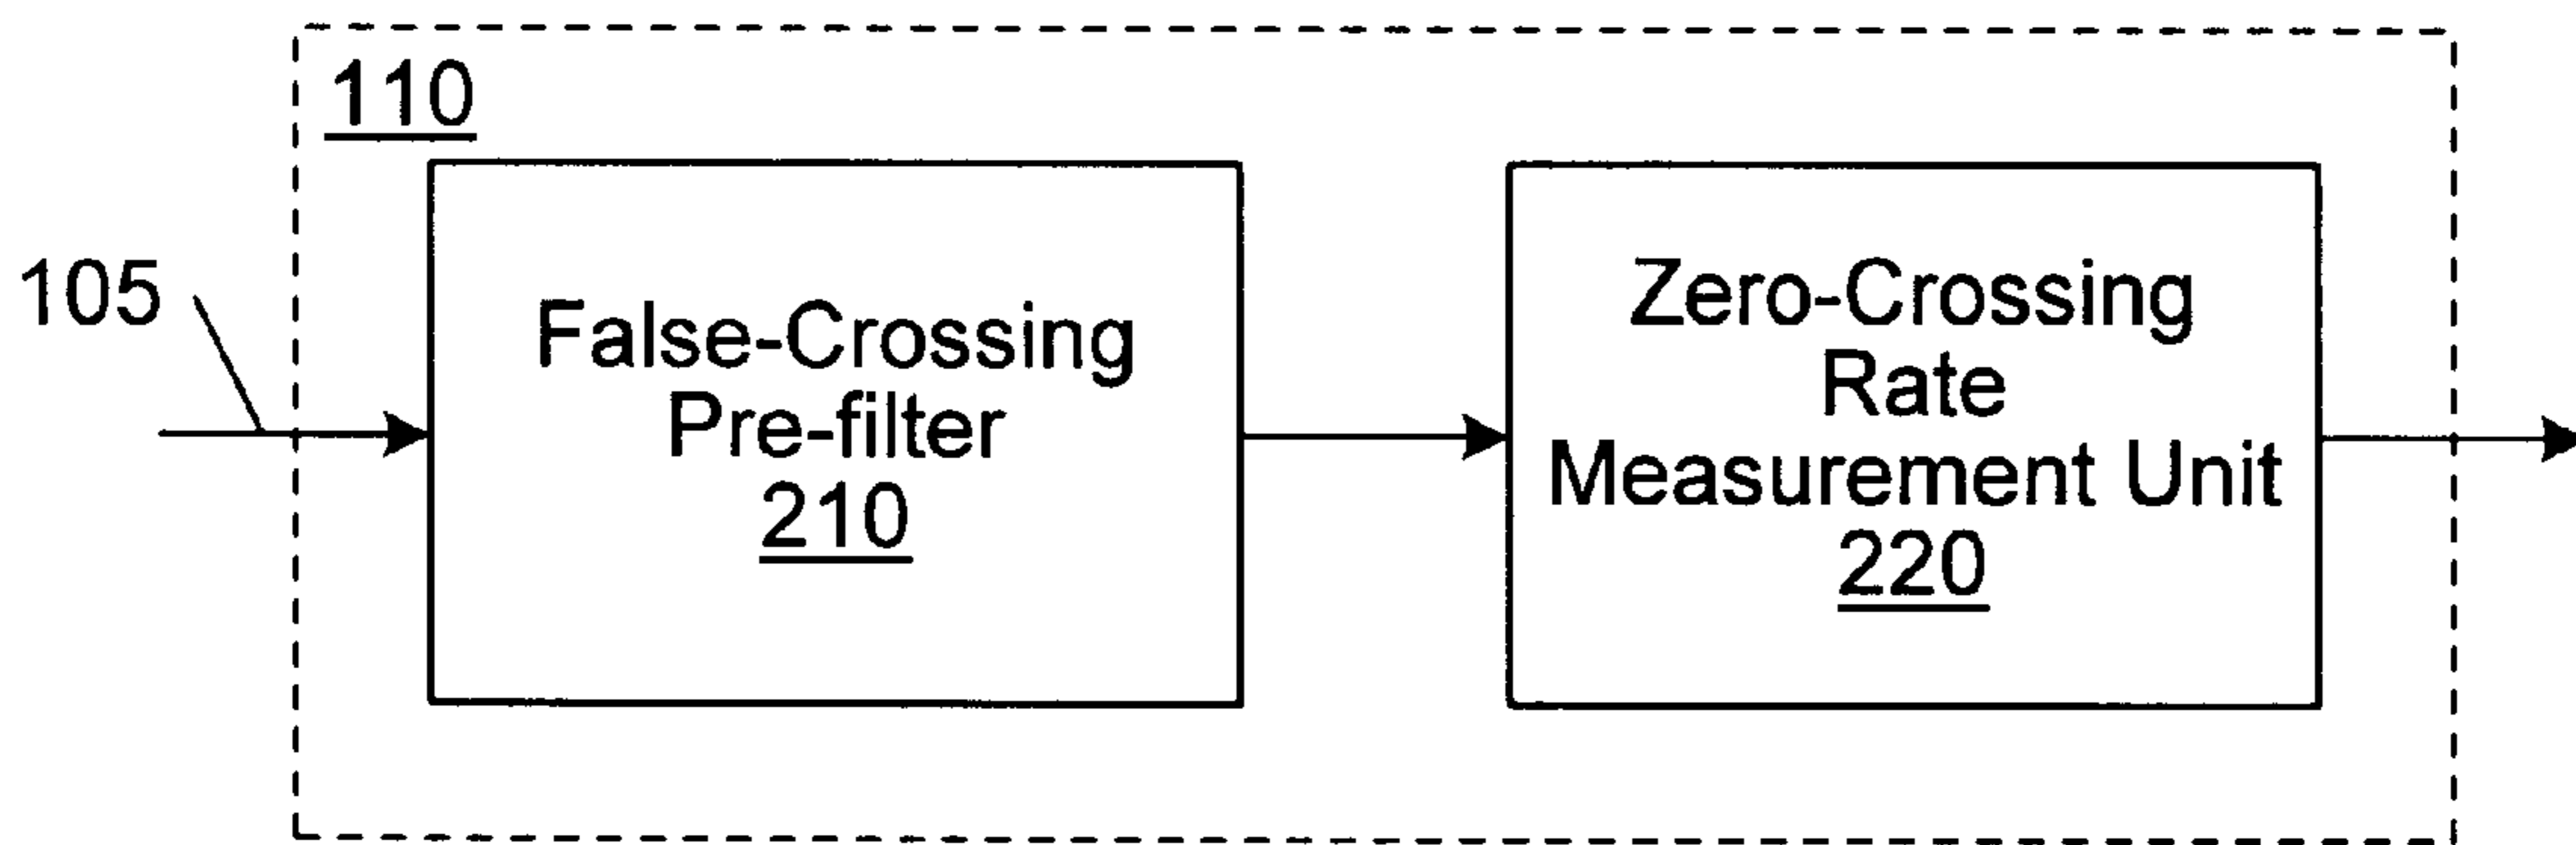 110
105
False-Crossing
Pre-filter
210
Zero-Crossing
Rate
Measurement Unit
220